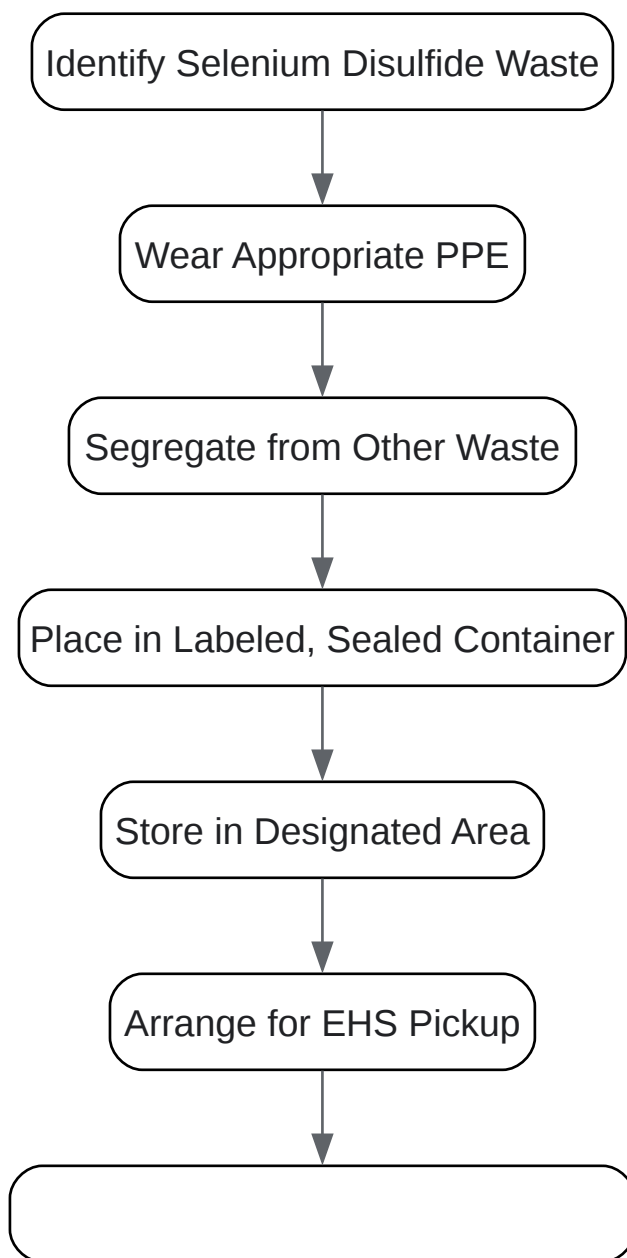 Identify Selenium Disulfide Waste
Wear Appropriate PPE
Segregate from Other Waste
Place in Labeled, Sealed Container
Store in Designated Area
Arrange for EHS Pickup